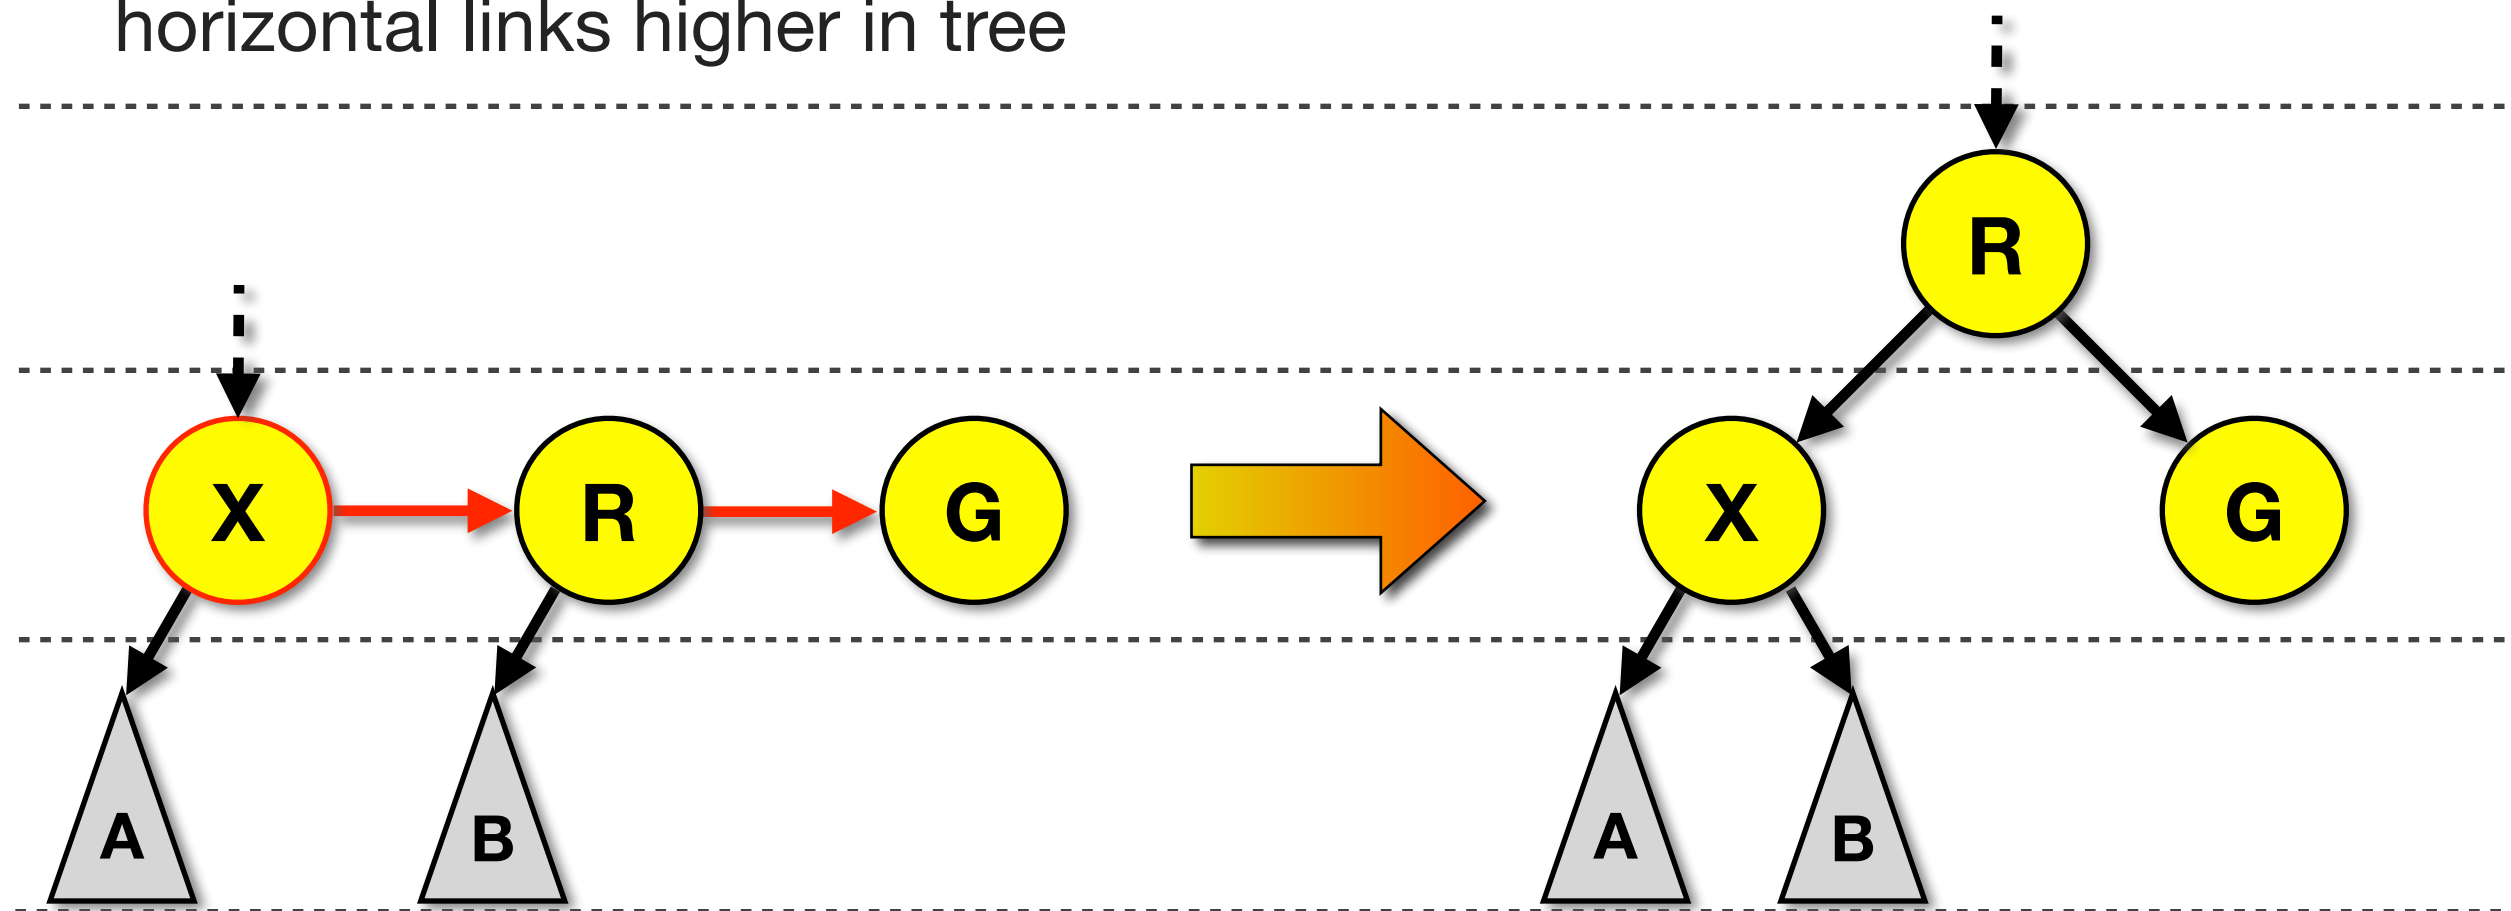 horizontal links higher in tree
R
X R G X G
A B A B